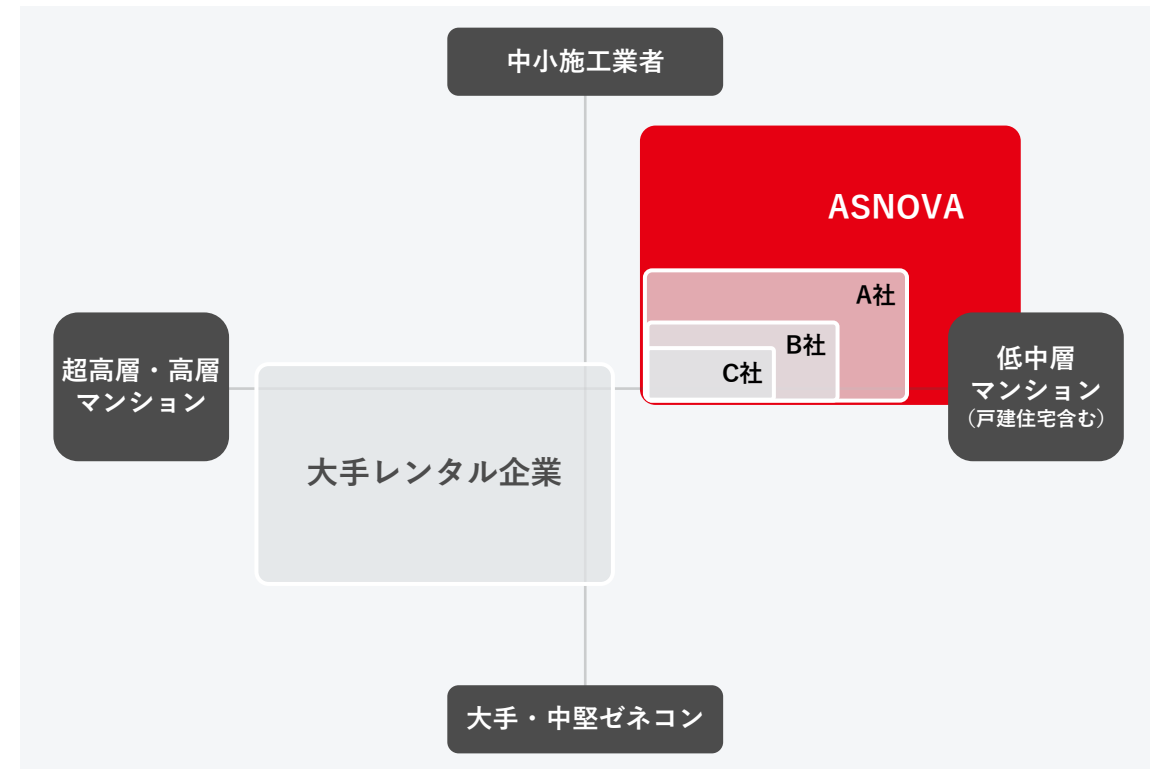 中小施工業者
ASNOVA
A社
B社
C社
超高層・高層
マンション
低中層
マンション
（戸建住宅含む）
大手レンタル企業
大手・中堅ゼネコン